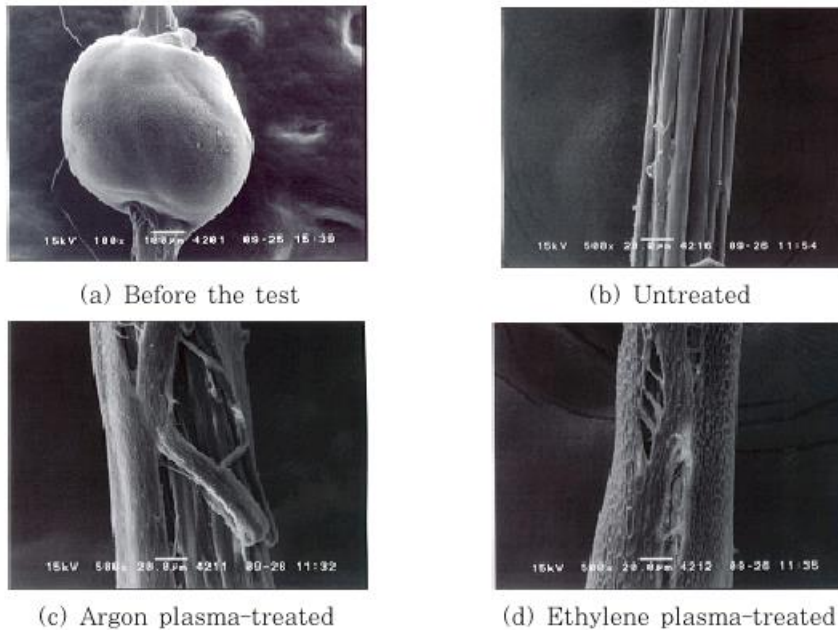 15kV 100x 100µm 4201 09-25 15:39
(a) Before the test
15kV 500x 20.0µm 4216 09-26 11:54
(b) Untreated
15kV 500x 20.0µm 4211 09-26 11:32
(c) Argon plasma-treated
15kV 500x 20.0µm 4212 09-26 11:35
(d) Ethylene plasma-treated